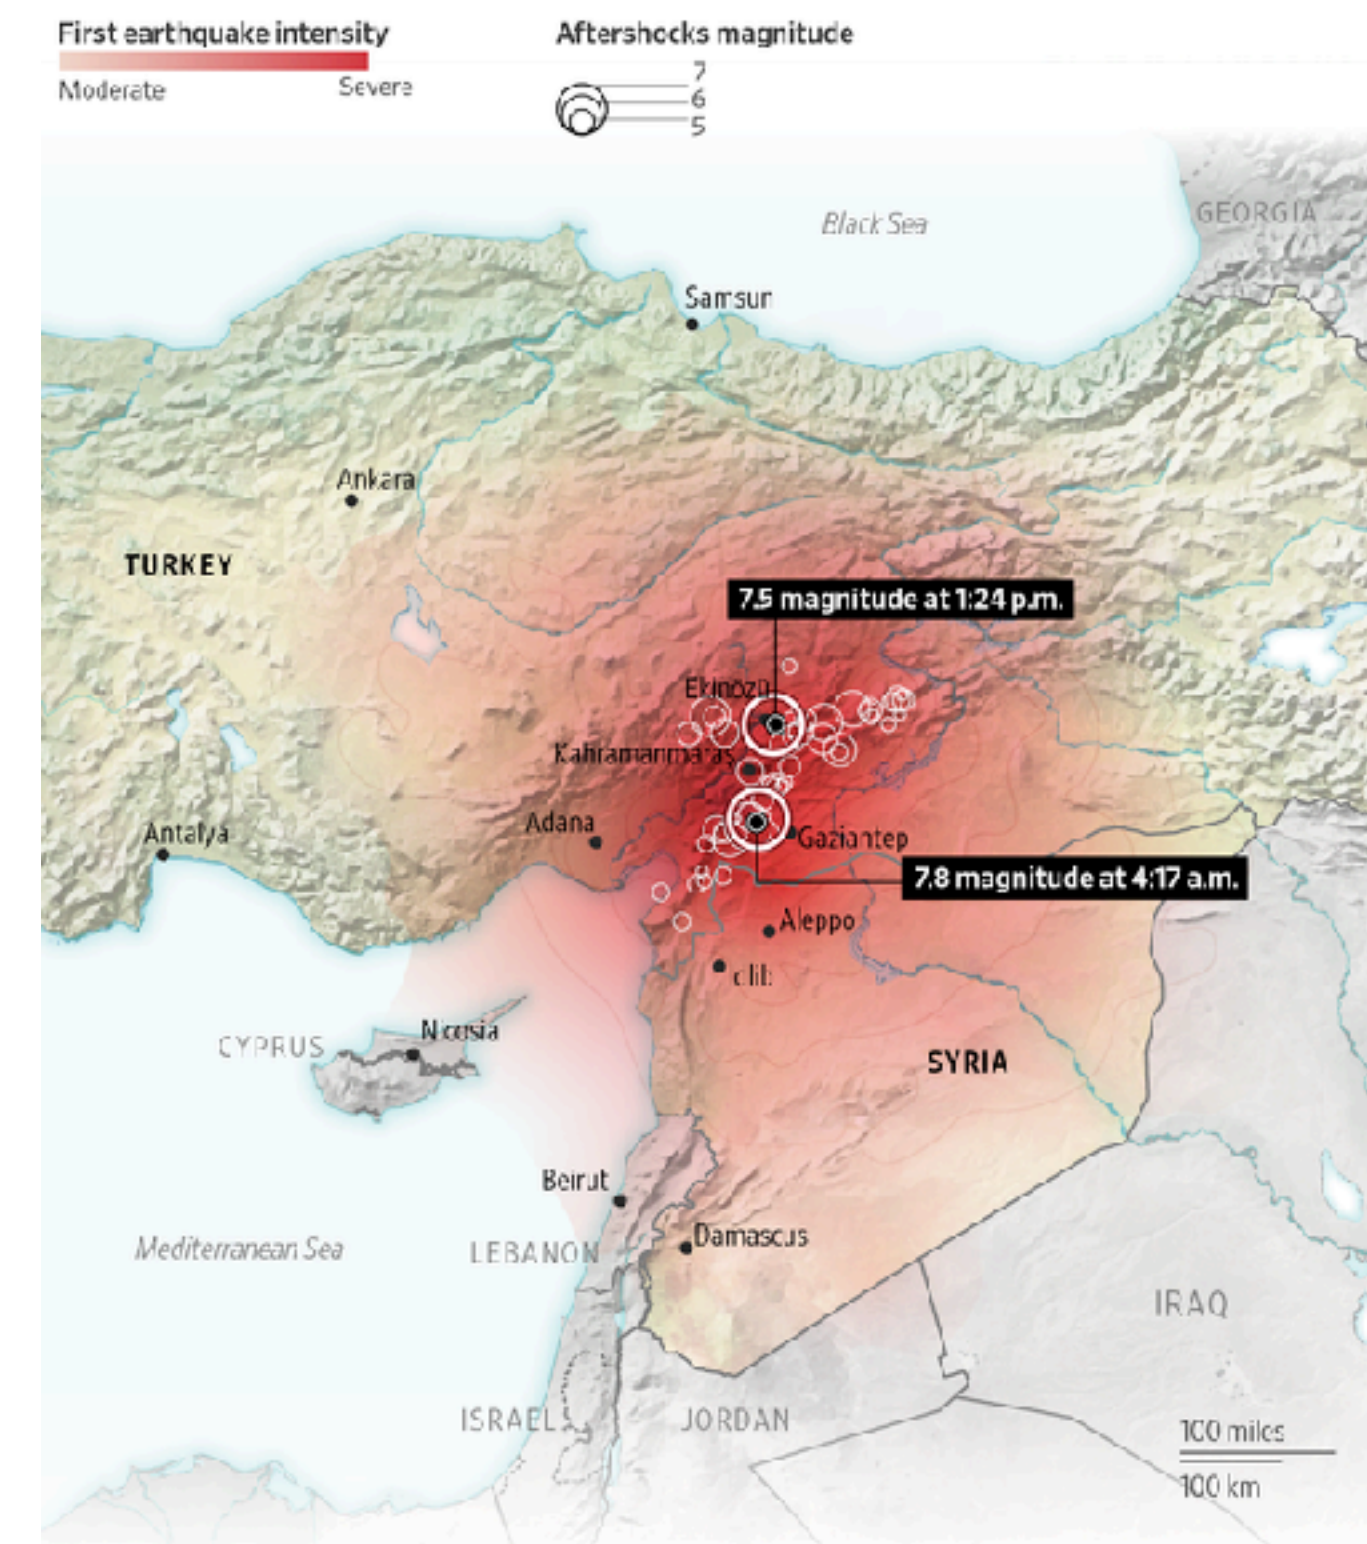 First earthquake intensity
Moderate
Severe
Aftershocks magnitude
7
6
5
Black Sea
GEORGIA
Samsun
Ankara
TURKEY
7.5 magnitude at 1:24 p.m.
Ekinözü
Kahramanmaraş
Antalya
Adana
Gaziantep
7.8 magnitude at 4:17 a.m.
Aleppo
Nicosia
CYPRUS
SYRIA
Beirut
Damascus
Mediterranean Sea
LEBANON
IRAQ
ISRAEL
JORDAN
100 miles
100 km